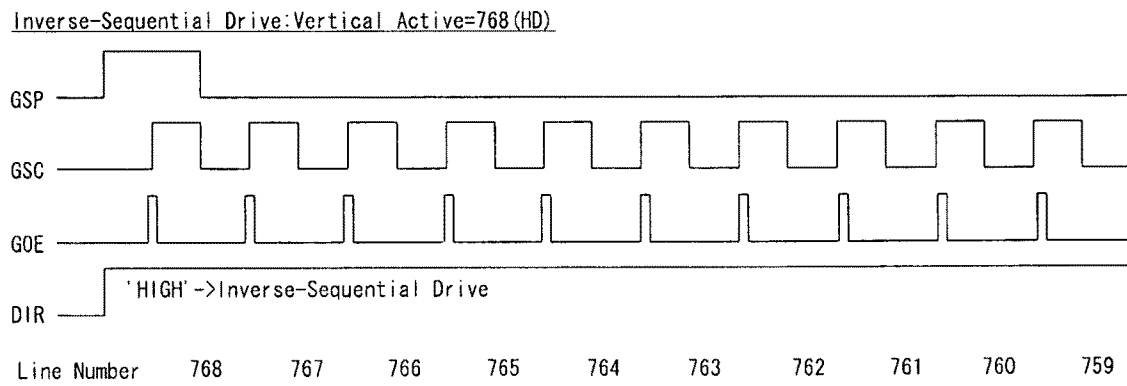 Inverse-Sequential Drive:Vertical Active=768(HD)
GSP
GSC
GOE
'HIGH'->Inverse-Sequential Drive
DIR
Line Number 768 767 766 765 764 763 762 761 760 759